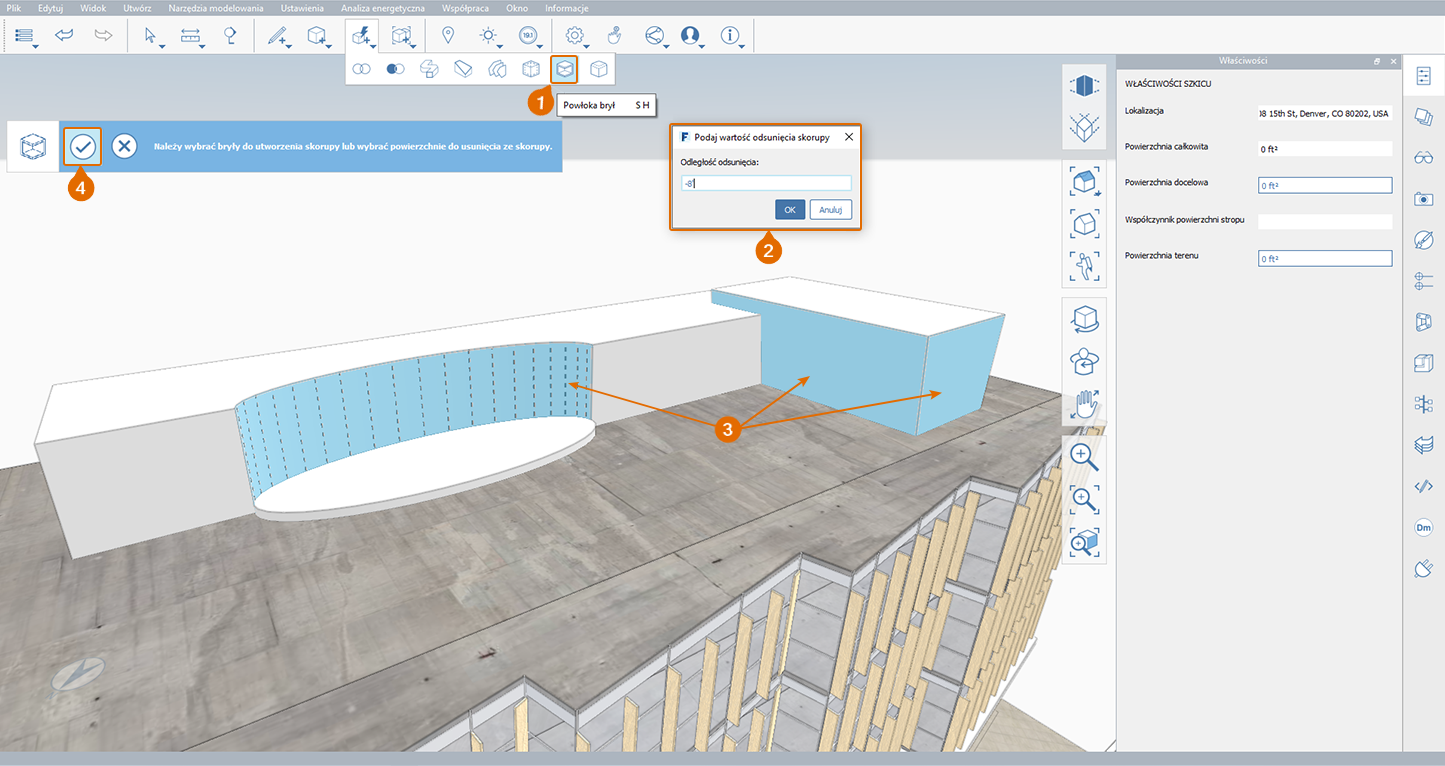 Plik Edytuj Widok Utwórz Narzędzia modelowania Ustawienia Analiza energetyczna Współpraca Okno Informacje
19.1
Właściwości
WŁAŚCIWOŚCI SZKICU
Lokalizacja
)8 15th St, Denver, CO 80202, USA
Powierzchnia całkowita
0 ft²
Powierzchnia docelowa
0 ft²
Współczynnik powierzchni stropu
Powierzchnia terenu
0 ft²
1
Powłoka brył S H
Należy wybrać bryły do utworzenia skorupy lub wybrać powierzchnie do usunięcia ze skorupy.
4
Podaj wartość odsunięcia skorupy
Odległość odsunięcia:
-8'
OK Anuluj
2
3
Dm